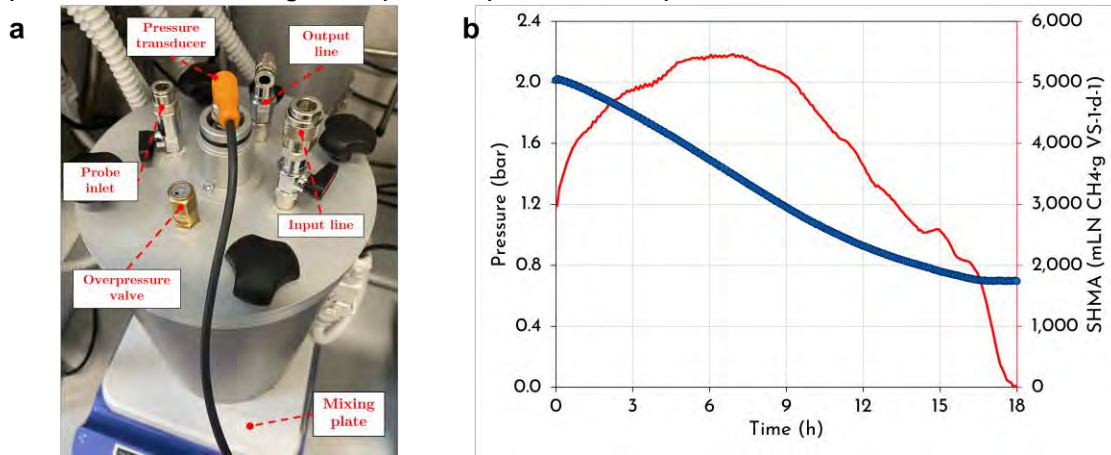 a
Pressure
transducer
Output
line
Probe
inlet
Input line
Overpressure
valve
Mixing
plate
b
2.4
2.0
1.6
1.2
0.8
0.4
0.0
Pressure (bar)
6,000
5,000
4,000
3,000
2,000
1,000
0
SHMA (mLN CH4·g VS-1·d-1)
0
3
6
9
12
15
18
Time (h)